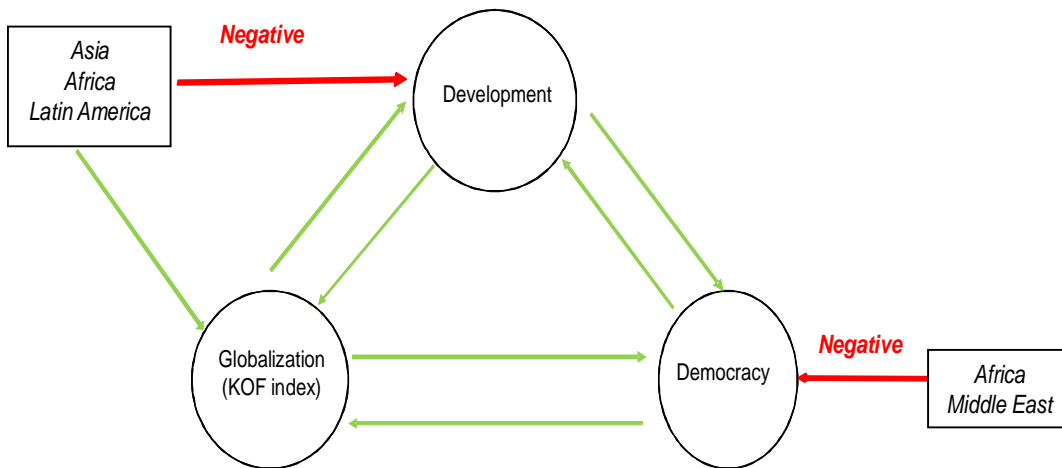 Asia
Africa
Latin America
Negative
Development
Globalization
(KOF index)
Democracy
Negative
Africa
Middle East